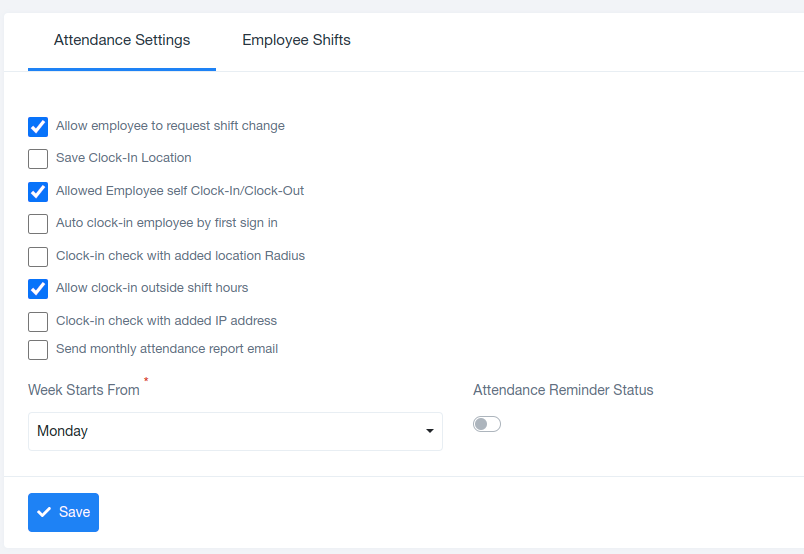 Attendance Settings Employee Shifts
Allow employee to request shift change
Save Clock-In Location
Allowed Employee self Clock-In/Clock-Out
Auto clock-in employee by first sign in
Clock-in check with added location Radius
Allow clock-in outside shift hours
Clock-in check with added IP address
Send monthly attendance report email
Week Starts From * Attendance Reminder Status
Monday
Save